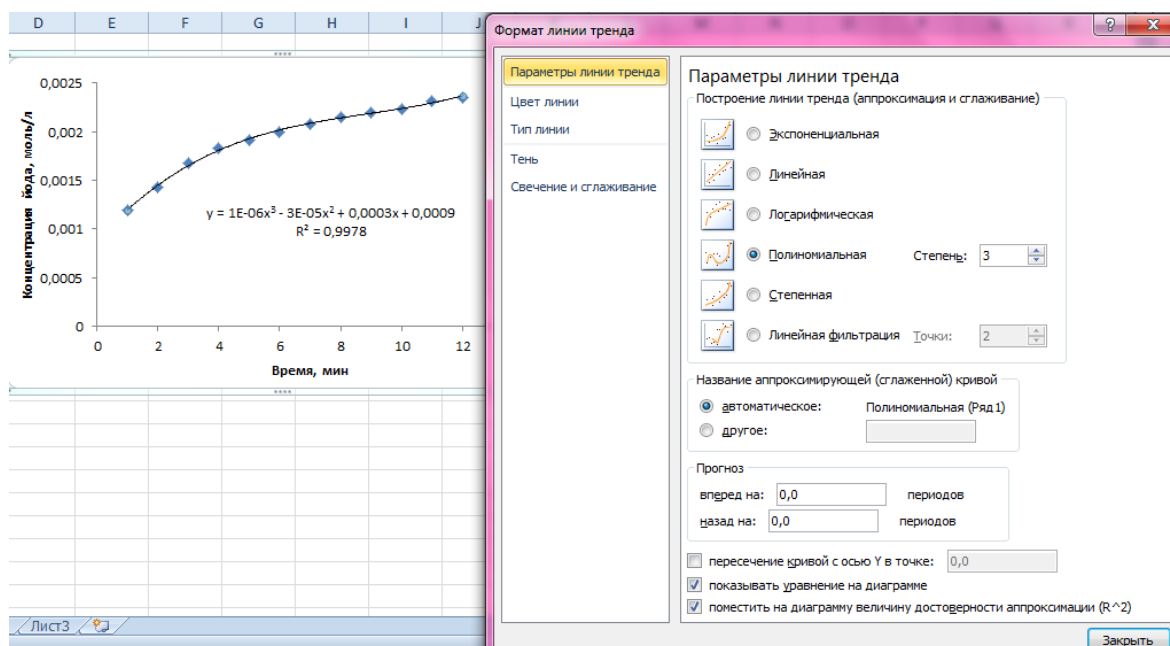 D E F G H I J
Формат линии тренда
0,0025
0,002
0,0015
0,001
0,0005
0
0 2 4 6 8 10 12
Концентрация йода, моль/л
Время, мин
y = 1E-06x³ - 3E-05x² + 0,0003x + 0,0009
R² = 0,9978
Лист3
Параметры линии тренда
Цвет линии
Тип линии
Тень
Свечение и сглаживание
Параметры линии тренда
Построение линии тренда (аппроксимация и сглаживание)
Экспоненциальная
Линейная
Логарифмическая
Полиномиальная Степень: 3
Степенная
Линейная фильтрация Точки: 2
Название аппроксимирующей (сглаженной) кривой
автоматическое: Полиномиальная (Ряд1)
другое:
Прогноз
вперед на: 0,0 периодов
назад на: 0,0 периодов
пересечение кривой с осью Y в точке: 0,0
показывать уравнение на диаграмме
поместить на диаграмму величину достоверности аппроксимации (R^2)
Закрыть